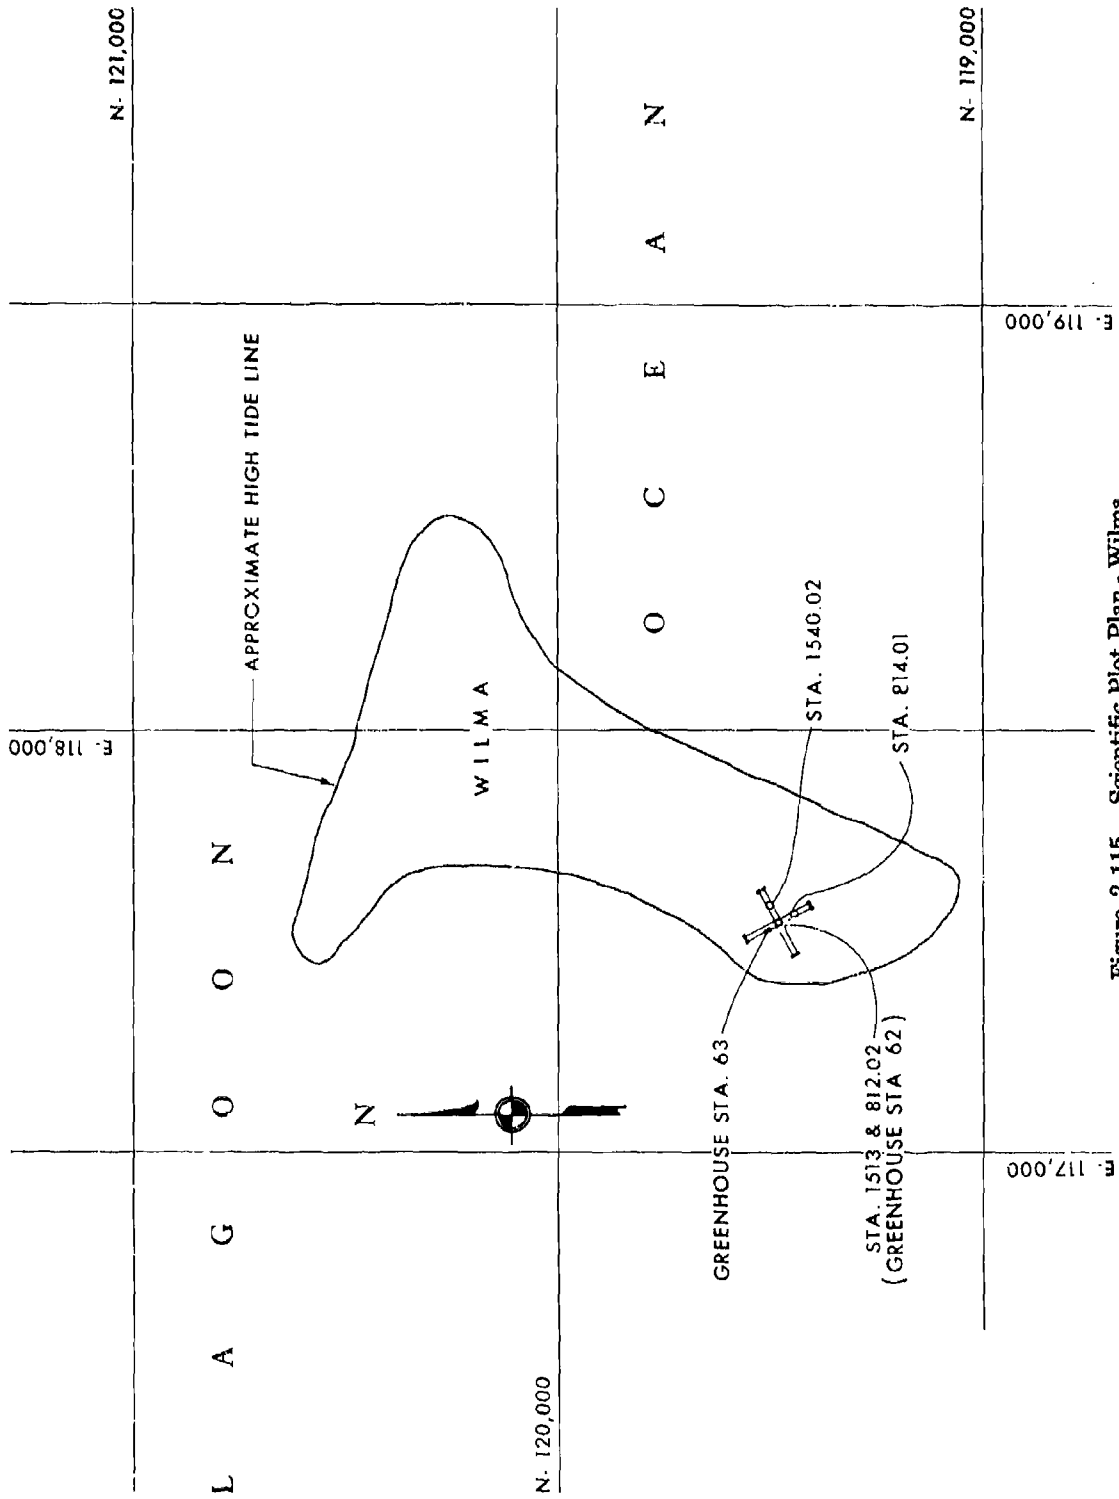 N- 121,000
E- 118,000
APPROXIMATE HIGH TIDE LINE
L A G O O N
N
WILMA
N- 120,000
O C E A N
GREENHOUSE STA. 63
STA. 1540.02
STA. 1513 & 812.02
(GREENHOUSE STA 62)
STA. 814.01
N- 119,000
E- 117,000
E- 119,000
Figure 2.115 Scientific Plot Plan - Wilma